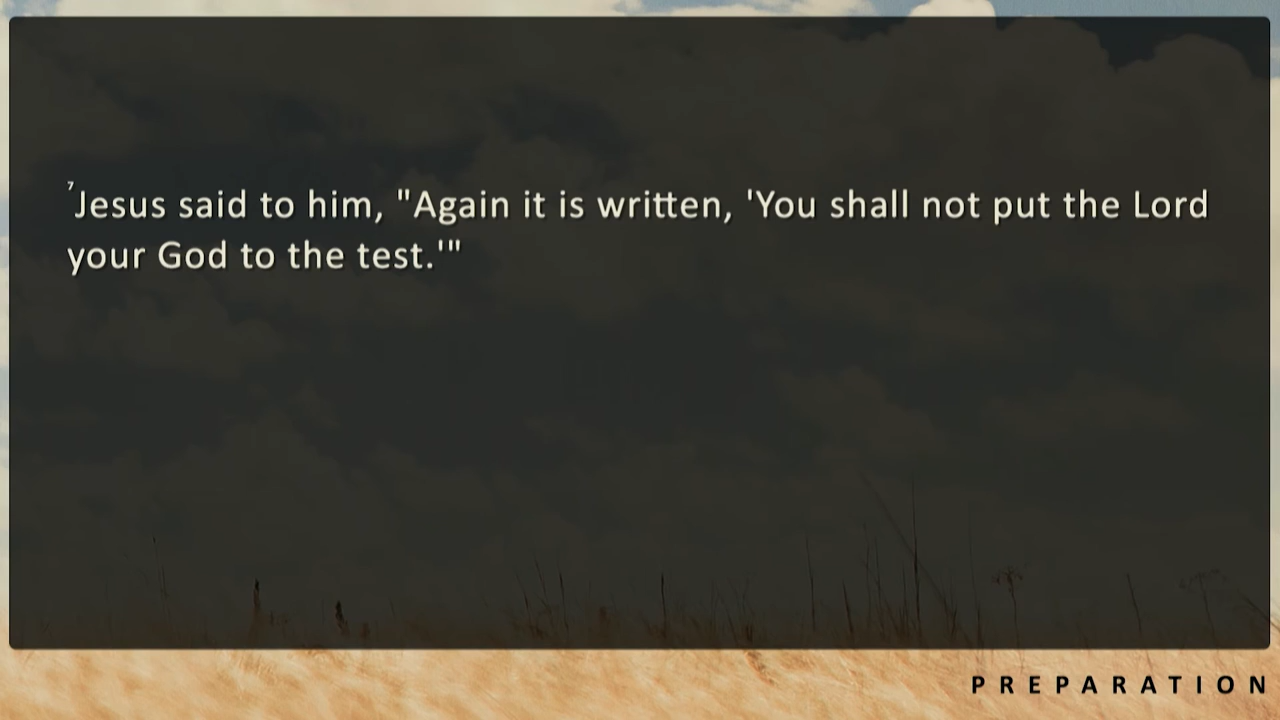 ⁷Jesus said to him, "Again it is written, 'You shall not put the Lord
your God to the test.'"
PREPARATION